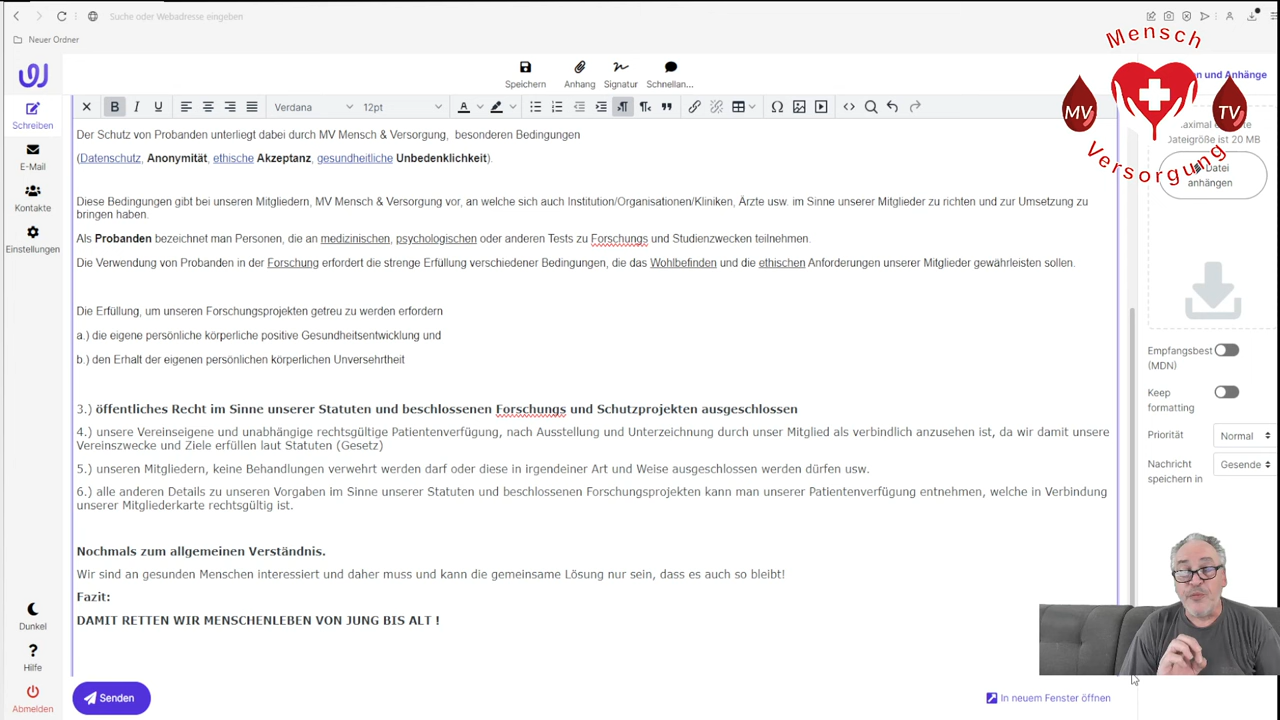 Suche oder Webadresse eingeben
Neuer Ordner
Mensch
MV
TV
Versorgung
Speichern
Anhang
Signatur
Schnellan...
en und Anhänge
Schreiben
E-Mail
Kontakte
Einstellungen
Dunkel
Hilfe
Abmelden
B I U
Verdana
12pt
A
Der Schutz von Probanden unterliegt dabei durch MV Mensch & Versorgung, besonderen Bedingungen
(Datenschutz, Anonymität, ethische Akzeptanz, gesundheitliche Unbedenklichkeit).
Diese Bedingungen gibt bei unseren Mitgliedern, MV Mensch & Versorgung vor, an welche sich auch Institution/Organisationen/Kliniken, Ärzte usw. im Sinne unserer Mitglieder zu richten und zur Umsetzung zu
bringen haben.
Als Probanden bezeichnet man Personen, die an medizinischen, psychologischen oder anderen Tests zu Forschungs und Studienzwecken teilnehmen.
Die Verwendung von Probanden in der Forschung erfordert die strenge Erfüllung verschiedener Bedingungen, die das Wohlbefinden und die ethischen Anforderungen unserer Mitglieder gewährleisten sollen.
Die Erfüllung, um unseren Forschungsprojekten getreu zu werden erfordern
a.) die eigene persönliche körperliche positive Gesundheitsentwicklung und
b.) den Erhalt der eigenen persönlichen körperlichen Unversehrtheit
3.) öffentliches Recht im Sinne unserer Statuten und beschlossenen Forschungs und Schutzprojekten ausgeschlossen
4.) unsere Vereinseigene und unabhängige rechtsgültige Patientenverfügung, nach Ausstellung und Unterzeichnung durch unser Mitglied als verbindlich anzusehen ist, da wir damit unsere
Vereinszwecke und Ziele erfüllen laut Statuten (Gesetz)
5.) unseren Mitgliedern, keine Behandlungen verwehrt werden darf oder diese in irgendeiner Art und Weise ausgeschlossen werden dürfen usw.
6.) alle anderen Details zu unseren Vorgaben im Sinne unserer Statuten und beschlossenen Forschungsprojekten kann man unserer Patientenverfügung entnehmen, welche in Verbindung
unserer Mitgliederkarte rechtsgültig ist.
Nochmals zum allgemeinen Verständnis.
Wir sind an gesunden Menschen interessiert und daher muss und kann die gemeinsame Lösung nur sein, dass es auch so bleibt!
Fazit:
DAMIT RETTEN WIR MENSCHENLEBEN VON JUNG BIS ALT !
Dateigröße ist 20 MB
Datei
anhängen
Empfangsbest
(MDN)
Keep
formatting
Priorität
Normal
Nachricht
speichern in
Gesende
Senden
In neuem Fenster öffnen